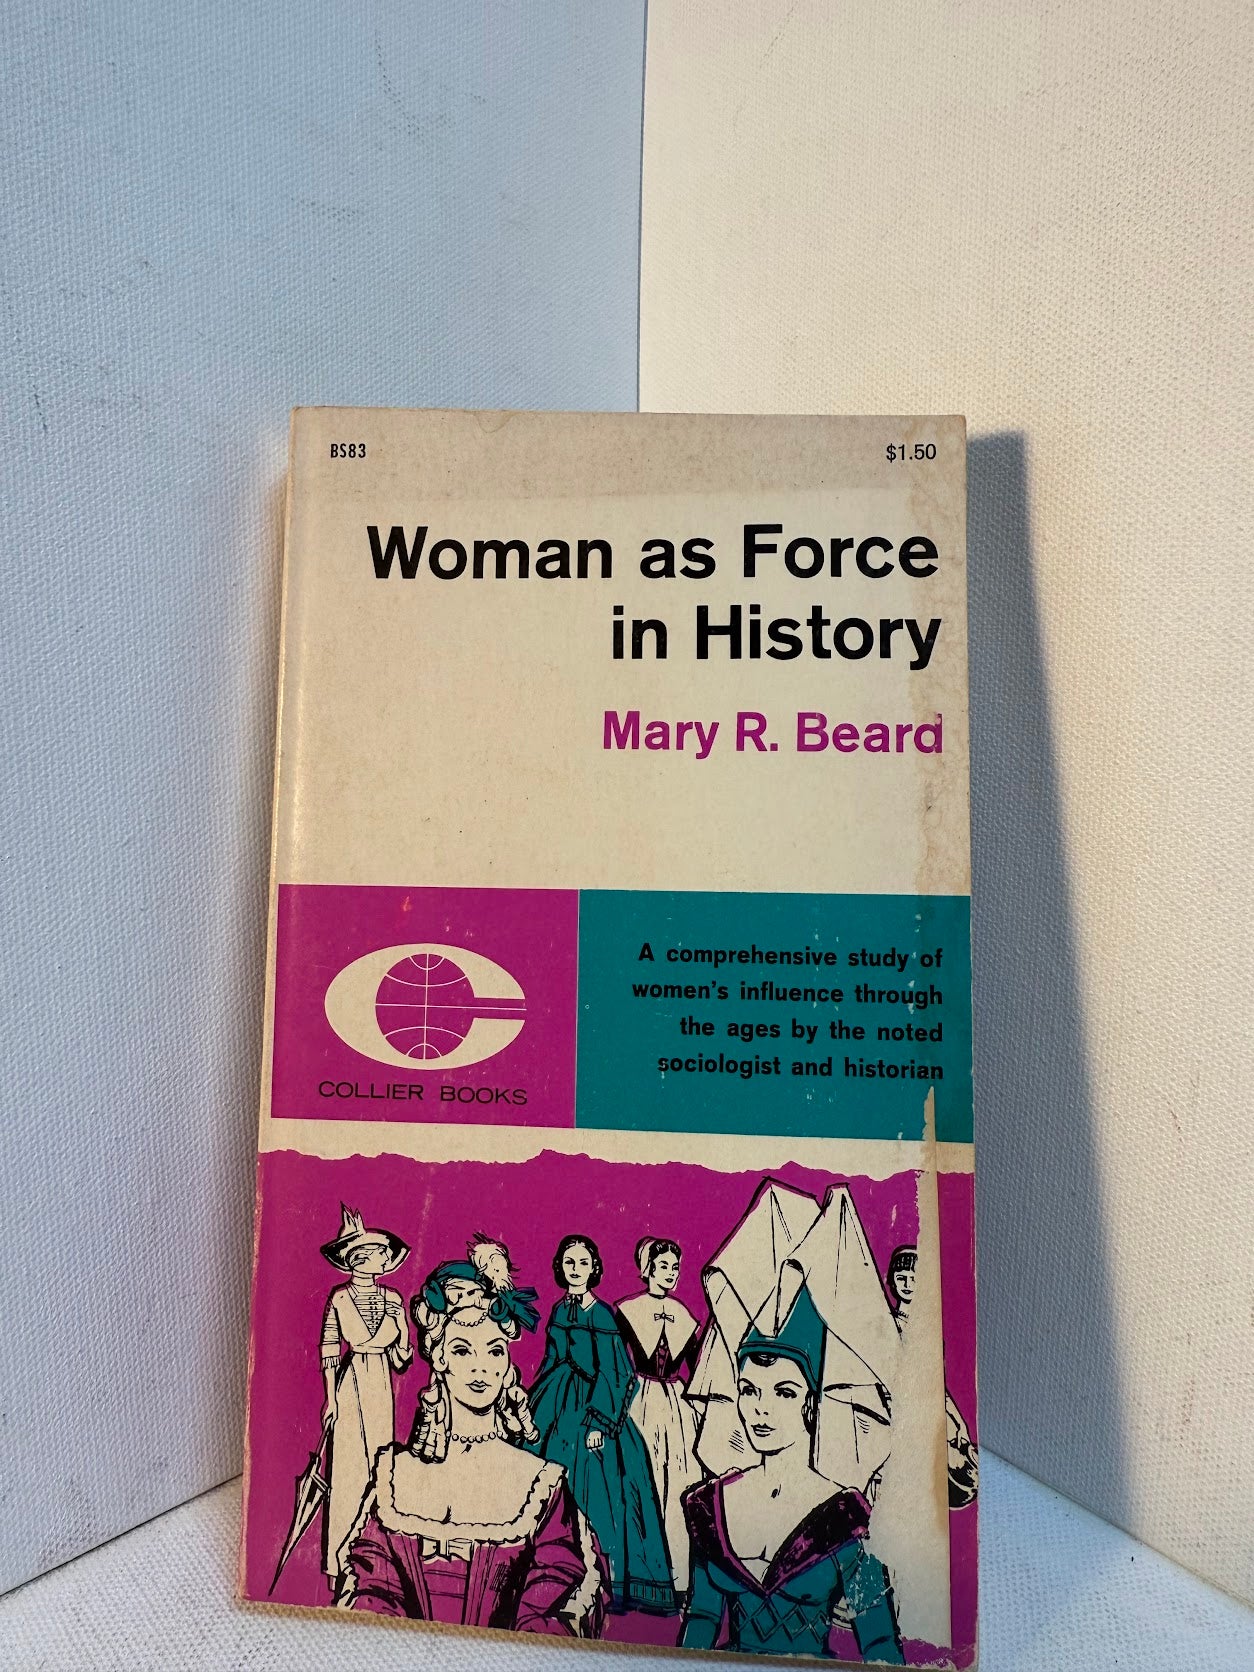 BS83
$1.50
Woman as Force
in History
Mary R. Beard
COLLIER BOOKS
A comprehensive study of
women's influence through
the ages by the noted
sociologist and historian